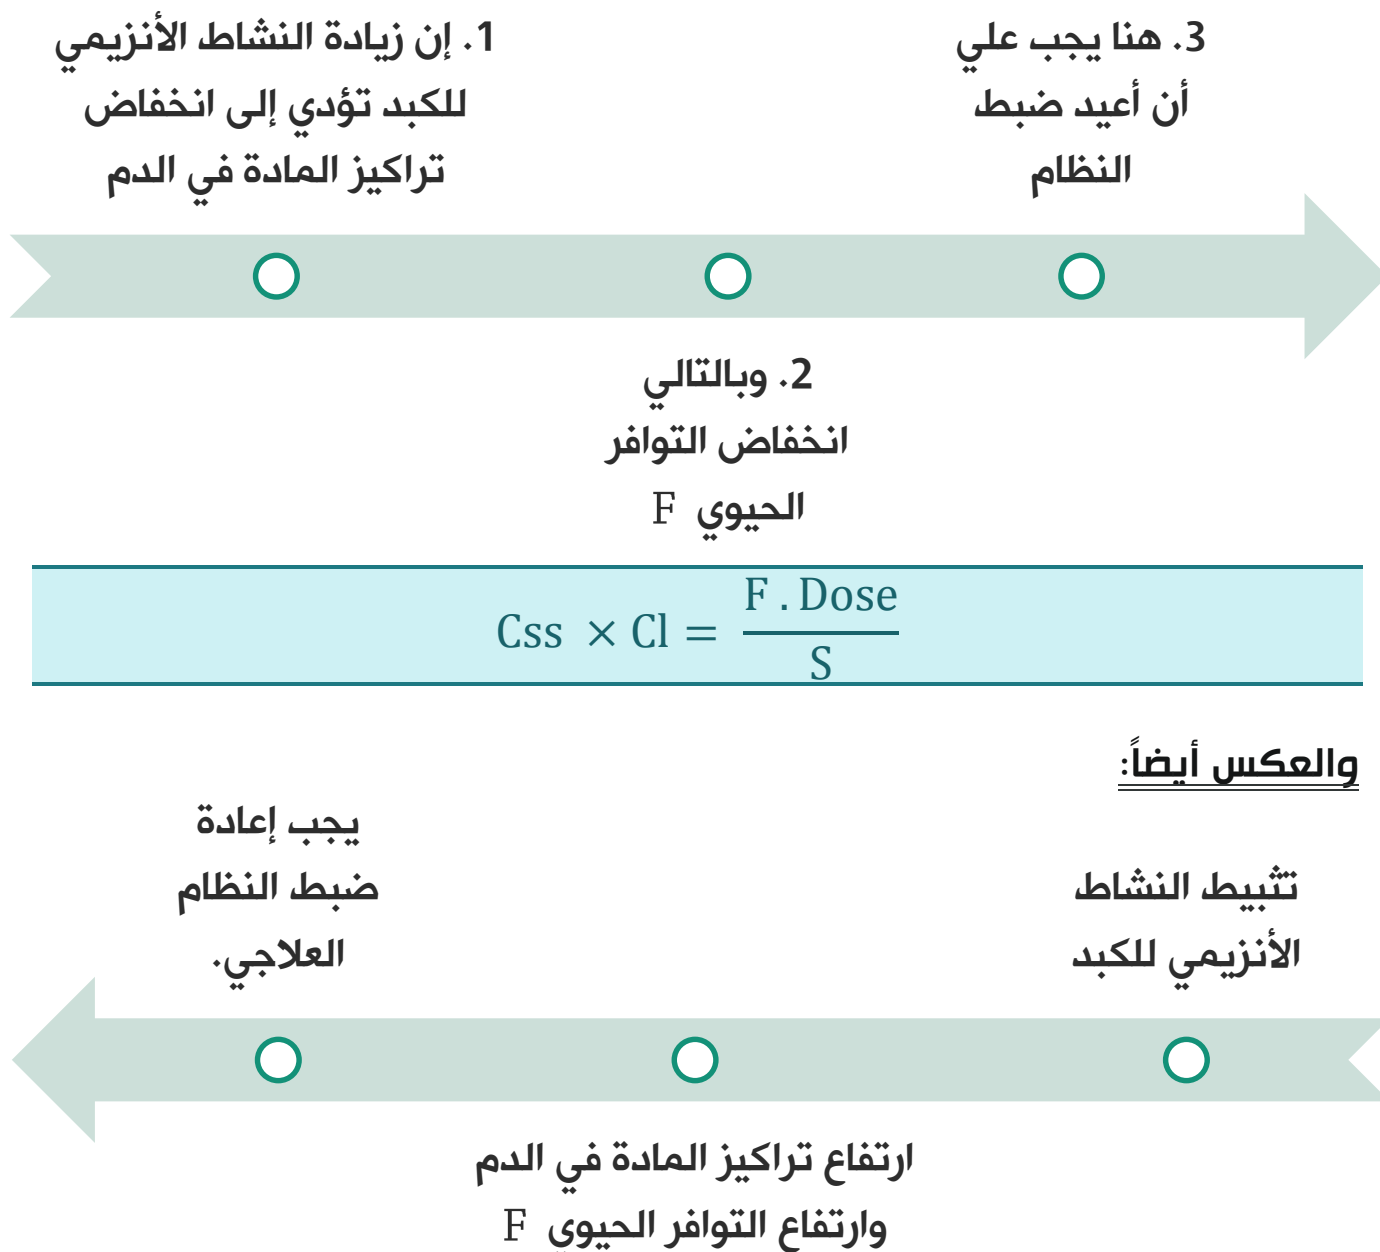 1. إن زيادة النشاط الأنزيمي
للكبد تؤدي إلى انخفاض
تراكيز المادة في الدم
2. وبالتالي
انخفاض التوافر
الحيوي F
3. هنا يجب علي
أن أعيد ضبط
النظام
Css × Cl = F . Dose / S
والعكس أيضاً:
تثبيط النشاط
الأنزيمي للكبد
ارتفاع تراكيز المادة في الدم
وارتفاع التوافر الحيوي F
يجب إعادة
ضبط النظام
العلاجي.